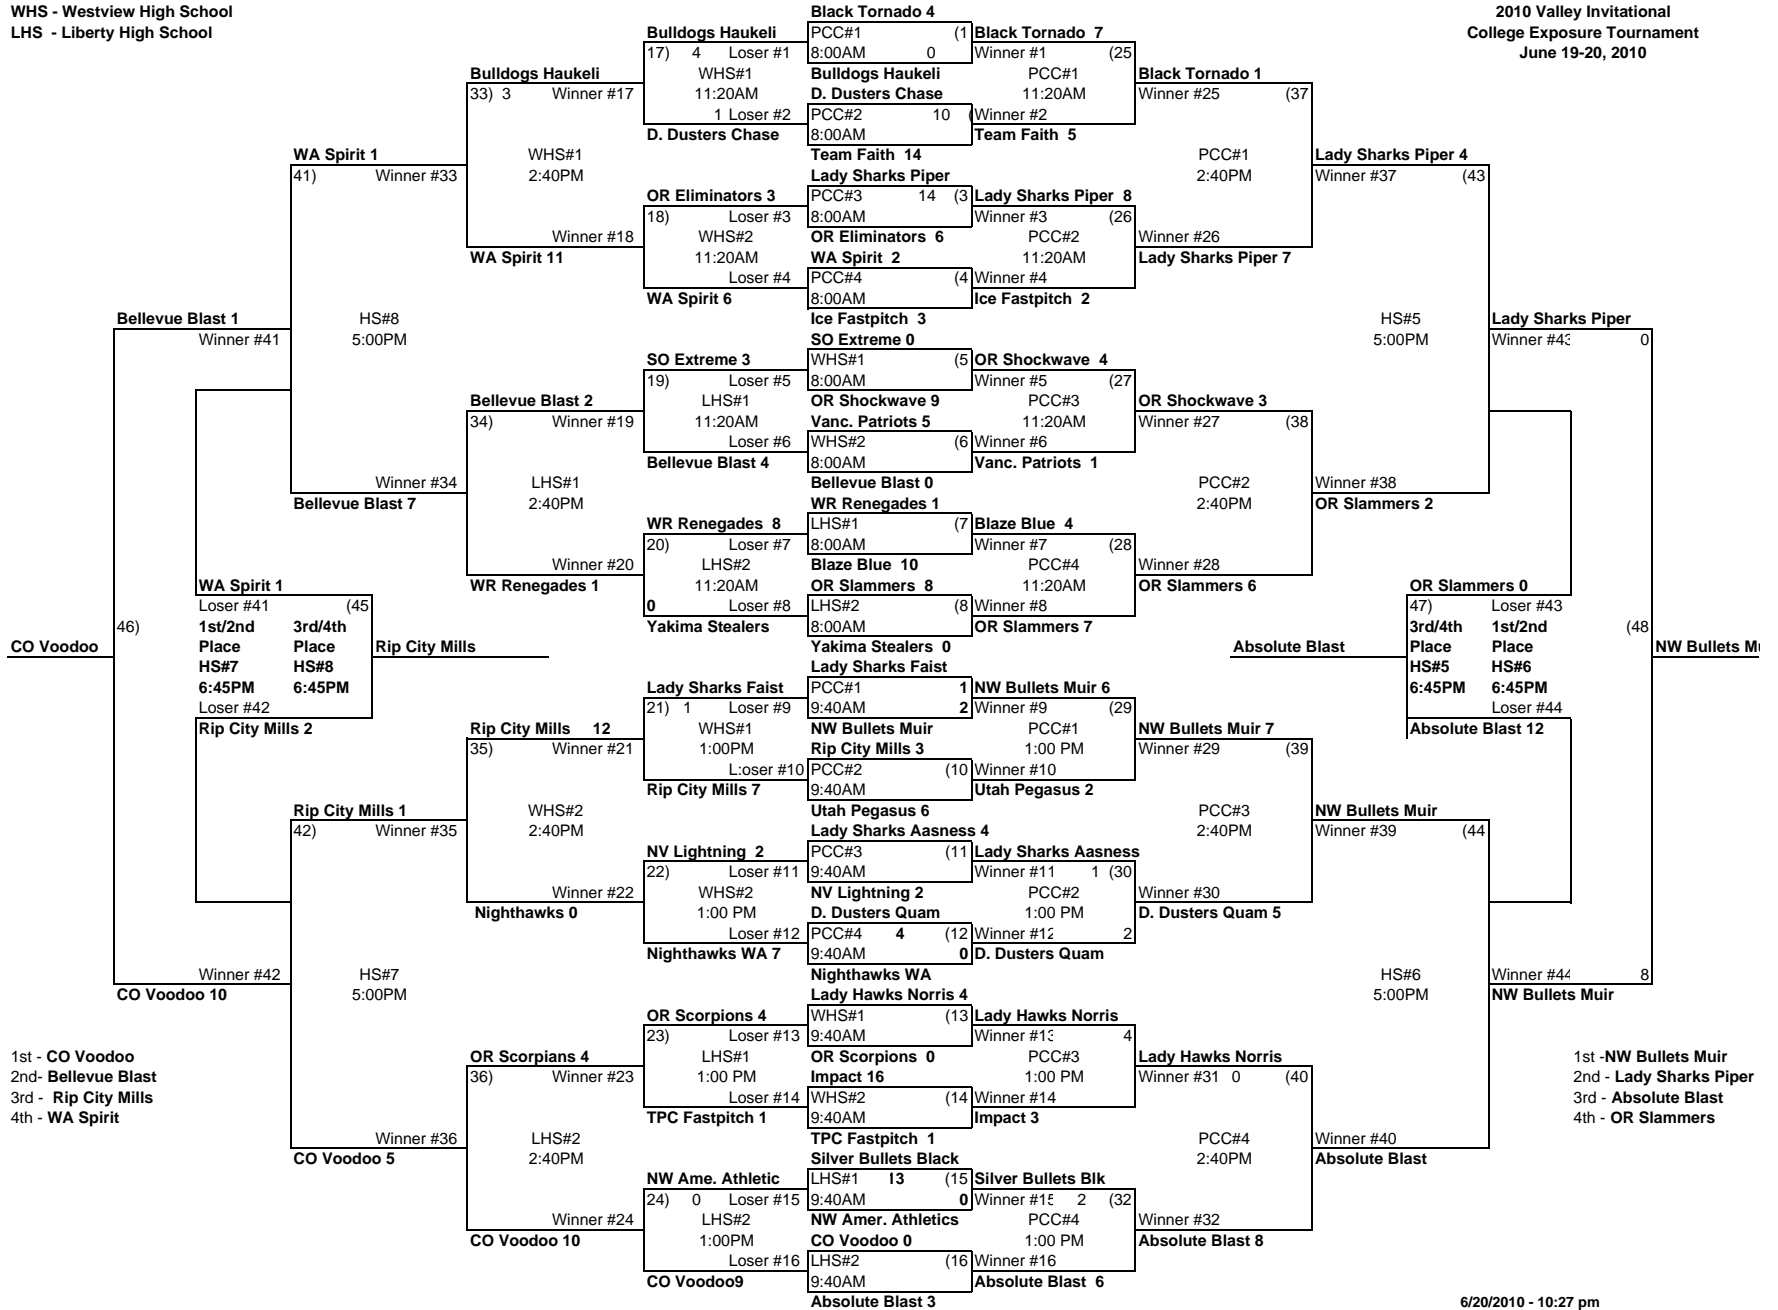 WHS - Westview High School
LHS - Liberty High School
2010 Valley Invitational
College Exposure Tournament
June 19-20, 2010
Black Tornado 4
Bulldogs Haukeli PCC#1 (1 Black Tornado 7
17) 4 Loser #1 8:00AM 0 Winner #1 (25
Bulldogs Haukeli WHS#1 Bulldogs Haukeli PCC#1 Black Tornado 1
33) 3 Winner #17 11:20AM D. Dusters Chase 11:20AM Winner #25 (37
1 Loser #2 PCC#2 10 ( Winner #2
D. Dusters Chase 8:00AM Team Faith 5
WA Spirit 1 WHS#1 Team Faith 14 PCC#1 Lady Sharks Piper 4
41) Winner #33 2:40PM Lady Sharks Piper 2:40PM Winner #37 (43
OR Eliminators 3 PCC#3 14 (3 Lady Sharks Piper 8
18) Loser #3 8:00AM Winner #3 (26
Winner #18 WHS#2 OR Eliminators 6 PCC#2 Winner #26
WA Spirit 11 11:20AM WA Spirit 2 11:20AM Lady Sharks Piper 7
Loser #4 PCC#4 (4 Winner #4
WA Spirit 6 8:00AM Ice Fastpitch 2
Bellevue Blast 1 HS#8 Ice Fastpitch 3 HS#5 Lady Sharks Piper
Winner #41 5:00PM SO Extreme 0 5:00PM Winner #43 0
SO Extreme 3 WHS#1 (5 OR Shockwave 4
19) Loser #5 8:00AM Winner #5 (27
Bellevue Blast 2 LHS#1 OR Shockwave 9 PCC#3 OR Shockwave 3
34) Winner #19 11:20AM Vanc. Patriots 5 11:20AM Winner #27 (38
Loser #6 WHS#2 (6 Winner #6
Bellevue Blast 4 8:00AM Vanc. Patriots 1
Winner #34 LHS#1 Bellevue Blast 0 PCC#2 Winner #38
Bellevue Blast 7 2:40PM WR Renegades 1 2:40PM OR Slammers 2
WR Renegades 8 LHS#1 (7 Blaze Blue 4
20) Loser #7 8:00AM Winner #7 (28
Winner #20 LHS#2 Blaze Blue 10 PCC#4 Winner #28
WA Spirit 1 WR Renegades 1 11:20AM OR Slammers 8 11:20AM OR Slammers 6 OR Slammers 0
Loser #41 (45 0 Loser #8 LHS#2 (8 Winner #8 47) Loser #43
46) 1st/2nd 3rd/4th Yakima Stealers 8:00AM OR Slammers 7 3rd/4th 1st/2nd (48
CO Voodoo Place Place Rip City Mills Yakima Stealers 0 Absolute Blast Place Place NW Bullets Mu
HS#7 HS#8 Lady Sharks Faist HS#5 HS#6
6:45PM 6:45PM Lady Sharks Faist PCC#1 1 NW Bullets Muir 6 6:45PM 6:45PM
Loser #42 21) 1 Loser #9 9:40AM 2 Winner #9 (29 Loser #44
Rip City Mills 2 Rip City Mills 12 WHS#1 NW Bullets Muir PCC#1 NW Bullets Muir 7 Absolute Blast 12
35) Winner #21 1:00PM Rip City Mills 3 1:00 PM Winner #29 (39
L:oser #10 PCC#2 (10 Winner #10
Rip City Mills 7 9:40AM Utah Pegasus 2
Rip City Mills 1 WHS#2 Utah Pegasus 6 PCC#3 NW Bullets Muir
42) Winner #35 2:40PM Lady Sharks Aasness 4 2:40PM Winner #39 (44
NV Lightning 2 PCC#3 (11 Lady Sharks Aasness
22) Loser #11 9:40AM Winner #11 1 (30
Winner #22 WHS#2 NV Lightning 2 PCC#2 Winner #30
Nighthawks 0 1:00 PM D. Dusters Quam 1:00 PM D. Dusters Quam 5
Loser #12 PCC#4 4 (12 Winner #12 2
Nighthawks WA 7 9:40AM 0 D. Dusters Quam
Winner #42 HS#7 Nighthawks WA HS#6 Winner #44 8
CO Voodoo 10 5:00PM Lady Hawks Norris 4 5:00PM NW Bullets Muir
OR Scorpions 4 WHS#1 (13 Lady Hawks Norris
23) Loser #13 9:40AM Winner #13 4
1st - CO Voodoo OR Scorpians 4 LHS#1 OR Scorpions 0 PCC#3 Lady Hawks Norris 1st -NW Bullets Muir
2nd- Bellevue Blast 36) Winner #23 1:00 PM Impact 16 1:00 PM Winner #31 0 (40 2nd - Lady Sharks Piper
3rd - Rip City Mills Loser #14 WHS#2 (14 Winner #14 3rd - Absolute Blast
4th - WA Spirit TPC Fastpitch 1 9:40AM Impact 3 4th - OR Slammers
Winner #36 LHS#2 TPC Fastpitch 1 PCC#4 Winner #40
CO Voodoo 5 2:40PM Silver Bullets Black 2:40PM Absolute Blast
NW Ame. Athletic LHS#1 13 (15 Silver Bullets Blk
24) 0 Loser #15 9:40AM 0 Winner #15 2 (32
Winner #24 LHS#2 NW Amer. Athletics PCC#4 Winner #32
CO Voodoo 10 1:00PM CO Voodoo 0 1:00 PM Absolute Blast 8
Loser #16 LHS#2 (16 Winner #16
CO Voodoo9 9:40AM Absolute Blast 6
Absolute Blast 3
6/20/2010 - 10:27 pm